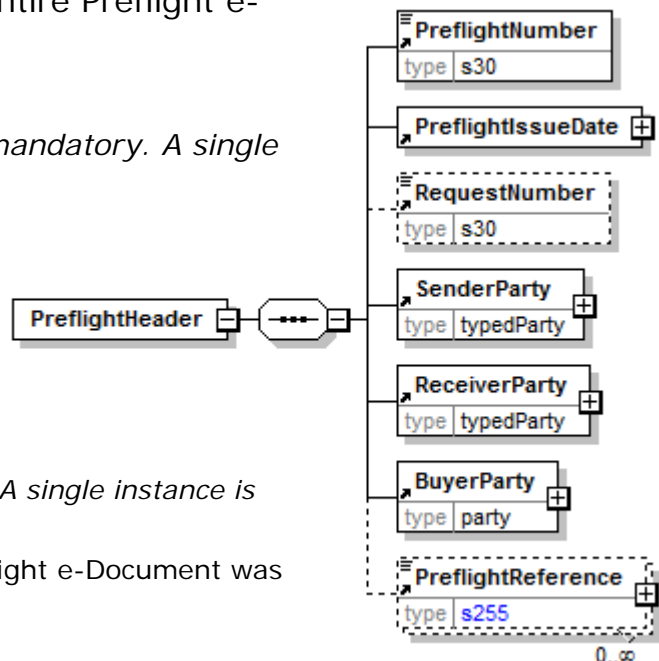 ntire Preflight e-
mandatory. A single
A single instance is
ight e-Document was
PreflightHeader
PreflightNumber
type s30
PreflightIssueDate
RequestNumber
type s30
SenderParty
type typedParty
ReceiverParty
type typedParty
BuyerParty
type party
PreflightReference
type s255
0..∞